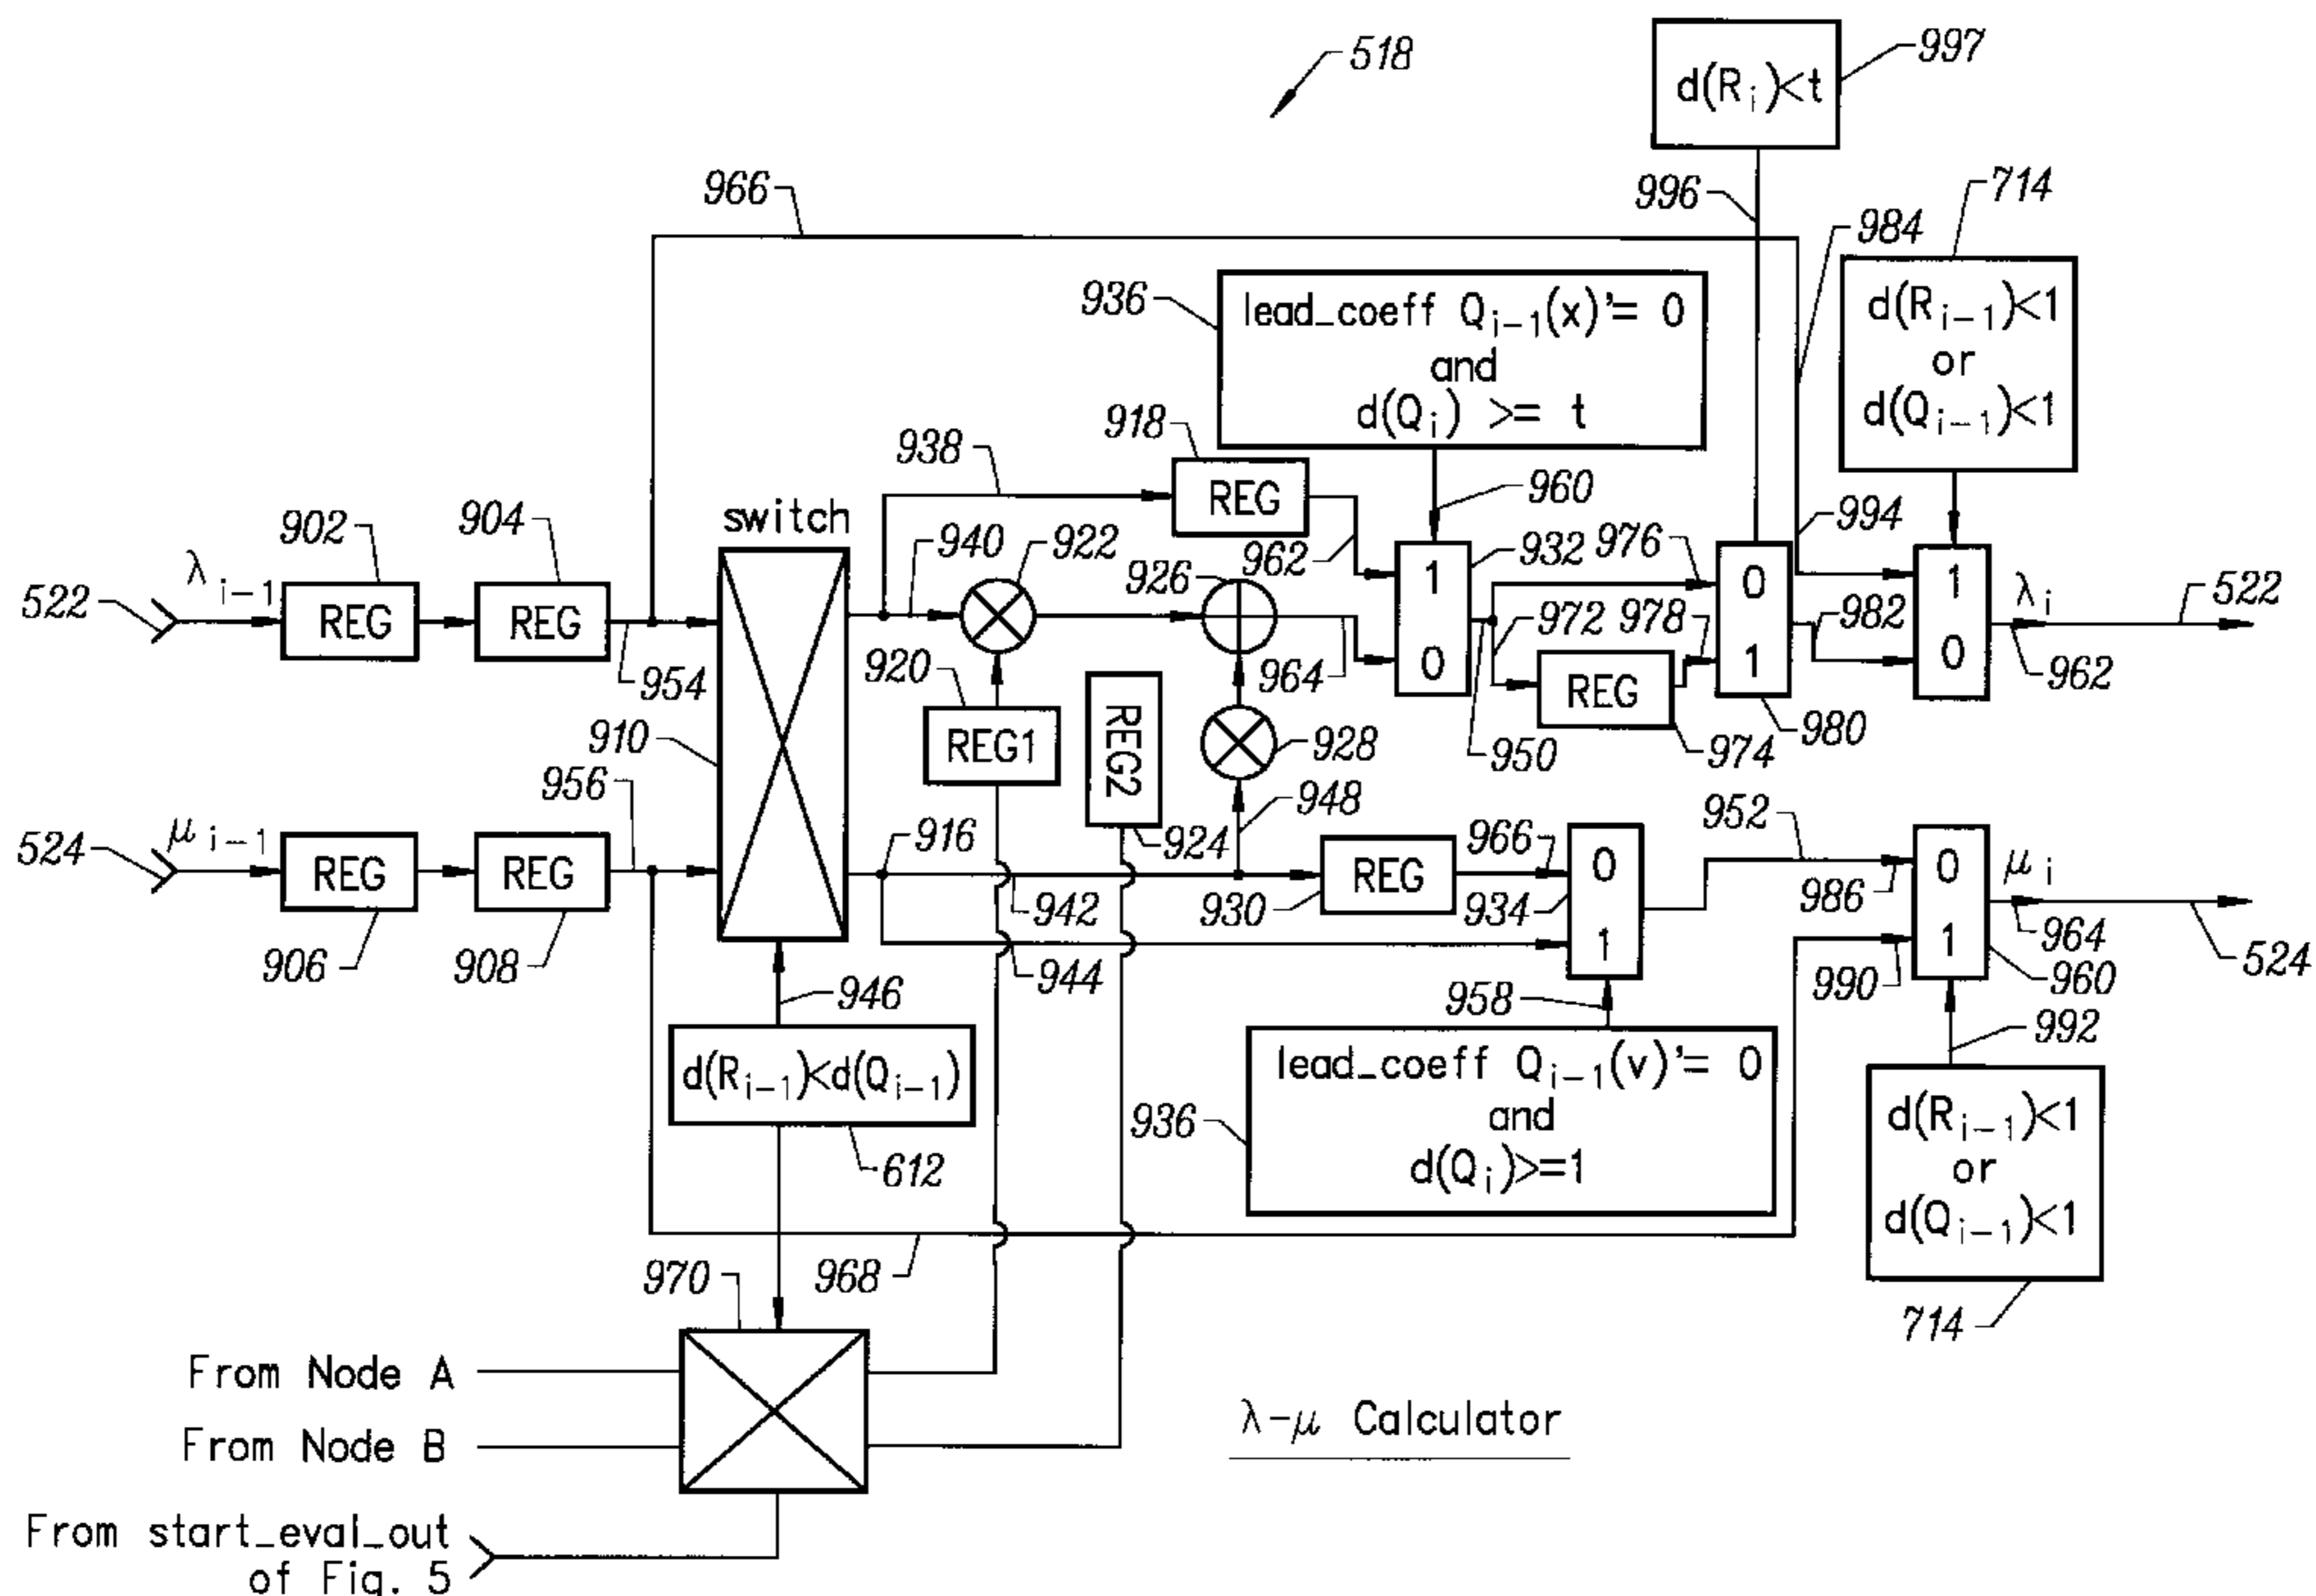 518
d(Ri)<t
997
966
996
714
984
d(Ri-1)<1
or
d(Qi-1)<1
936
lead_coeff Qi-1(x)'= 0
and
d(Qi) >= t
938
918
REG
960
994
902
904
switch
940
922
926
962
932
976
λi-1
522
REG
REG
1
0
0
1
972
978
982
1
0
λi
522
962
954
920
964
REG
910
REG1
REG2
928
950
974
980
956
948
952
μi-1
524
REG
REG
916
924
966
0
1
0
1
μi
REG
986
906
908
942
930
934
964
524
946
944
958
990
960
992
d(Ri-1)<d(Qi-1)
612
936
lead_coeff Qi-1(v)'= 0
and
d(Qi)>=1
d(Ri-1)<1
or
d(Qi-1)<1
970
968
714
From Node A
From Node B
λ-μ Calculator
From start_eval_out
of Fig. 5